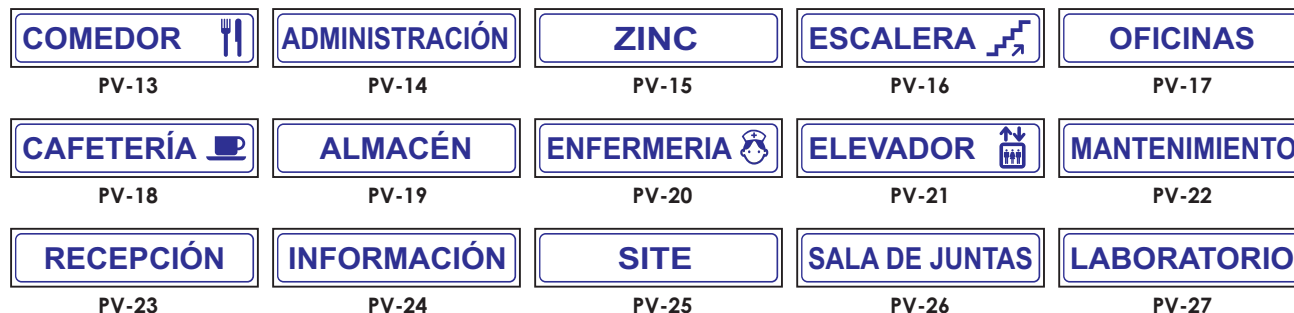 COMEDOR ADMINISTRACIÓN ZINC ESCALERA OFICINAS
PV-13 PV-14 PV-15 PV-16 PV-17
CAFETERÍA ALMACÉN ENFERMERIA ELEVADOR MANTENIMIENTO
PV-18 PV-19 PV-20 PV-21 PV-22
RECEPCIÓN INFORMACIÓN SITE SALA DE JUNTAS LABORATORIO
PV-23 PV-24 PV-25 PV-26 PV-27